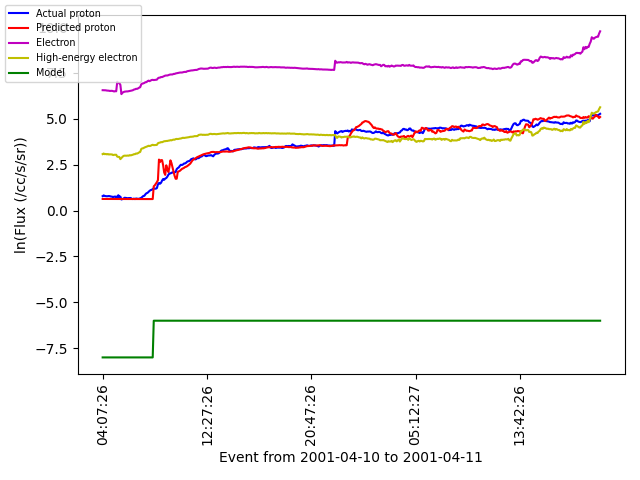 Actual proton
Predicted proton
Electron
High-energy electron
Model
5.0
2.5
0.0
−2.5
−5.0
−7.5
ln(Flux (/cc/s/sr))
04:07:26
12:27:26
20:47:26
05:12:27
13:42:26
Event from 2001-04-10 to 2001-04-11